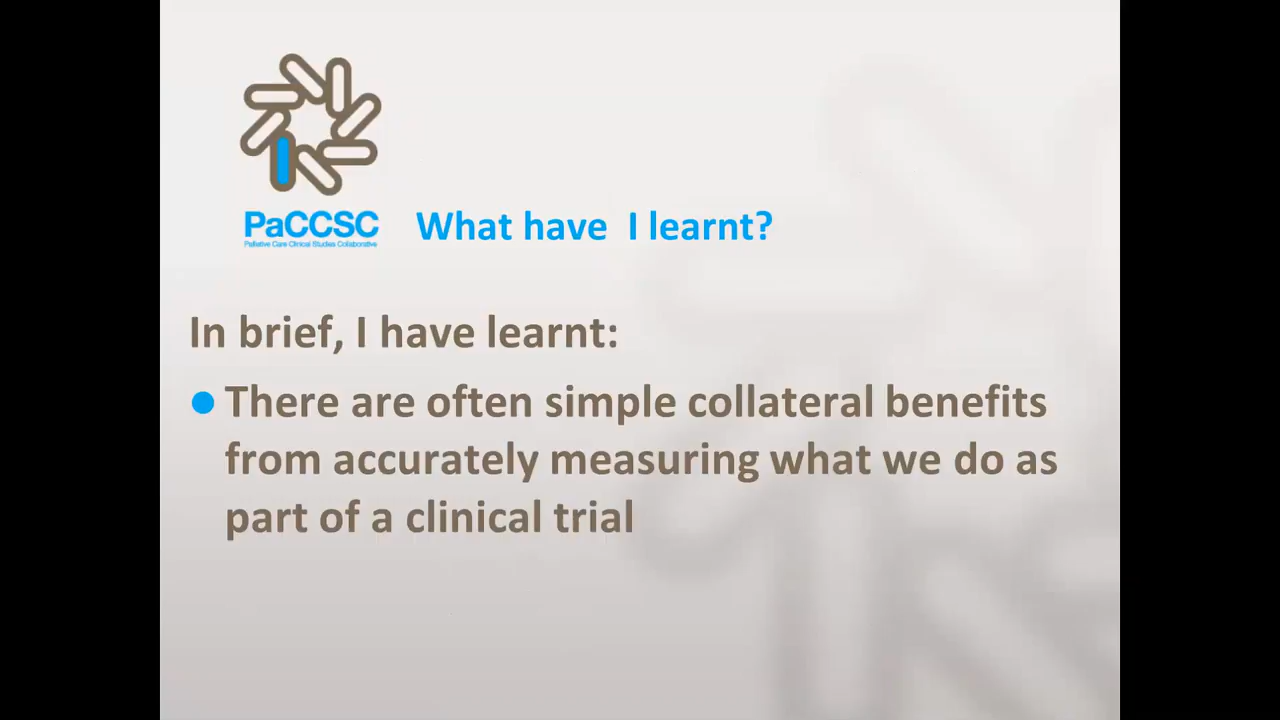 PaCCSC
Palliative Care Clinical Studies Collaborative
What have  I learnt?
In brief, I have learnt:
There are often simple collateral benefits
from accurately measuring what we do as
part of a clinical trial